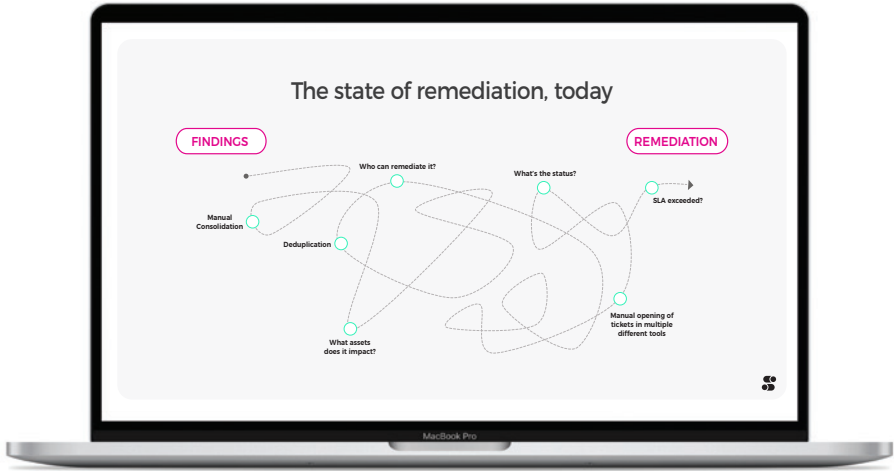 The state of remediation, today
FINDINGS
REMEDIATION
Who can remediate it?
What's the status?
SLA exceeded?
Manual
Consolidation
Deduplication
Manual opening of
tickets in multiple
different tools
What assets
does it impact?
MacBook Pro